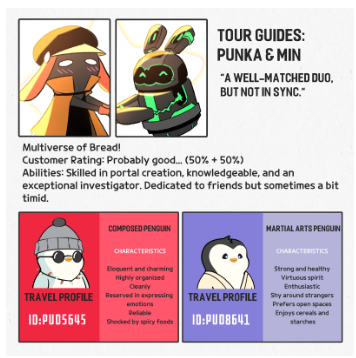 TOUR GUIDES:
PUNKA & MIN
"A WELL-MATCHED DUO,
BUT NOT IN SYNC."
Multiverse of Bread!
Customer Rating: Probably good... (50% + 50%)
Abilities: Skilled in portal creation, knowledgeable, and an
exceptional investigator. Dedicated to friends but sometimes a bit
timid.
COMPOSED PENGUIN
CHARACTERISTICS
Eloquent and charming
Highly organized
Cleanly
Reserved in expressing
emotions
Reliable
Shocked by spicy foods
TRAVEL PROFILE
ID:PUD5645
MARTIAL ARTS PENGUIN
CHARACTERISTICS
Strong and healthy
Virtuous spirit
Enthusiastic
Shy around strangers
Prefers open spaces
Enjoys cereals and
starches
TRAVEL PROFILE
ID:PUD8641